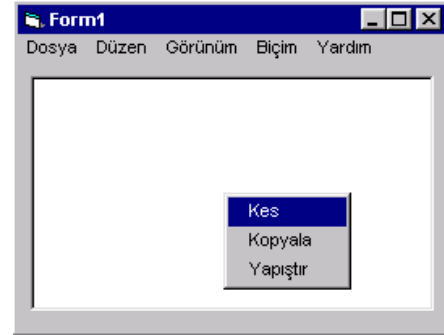 Form1
Dosya Düzen Görünüm Biçim Yardım
Kes
Kopyala
Yapıştır